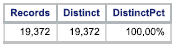 Records Distinct DistinctPct
19,372 19,372 100,00%